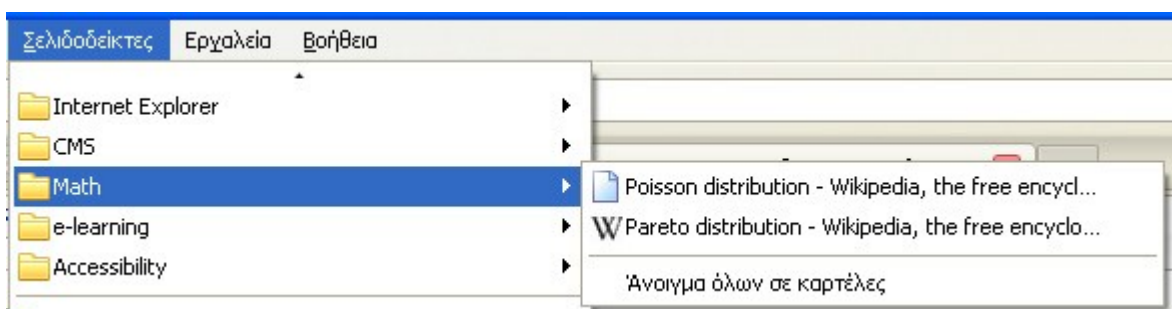 Σελιδοδείκτες Εργαλεία Βοήθεια
Internet Explorer
CMS
Math
e-learning
Accessibility
Poisson distribution - Wikipedia, the free encycl...
Pareto distribution - Wikipedia, the free encyclo...
Άνοιγμα όλων σε καρτέλες